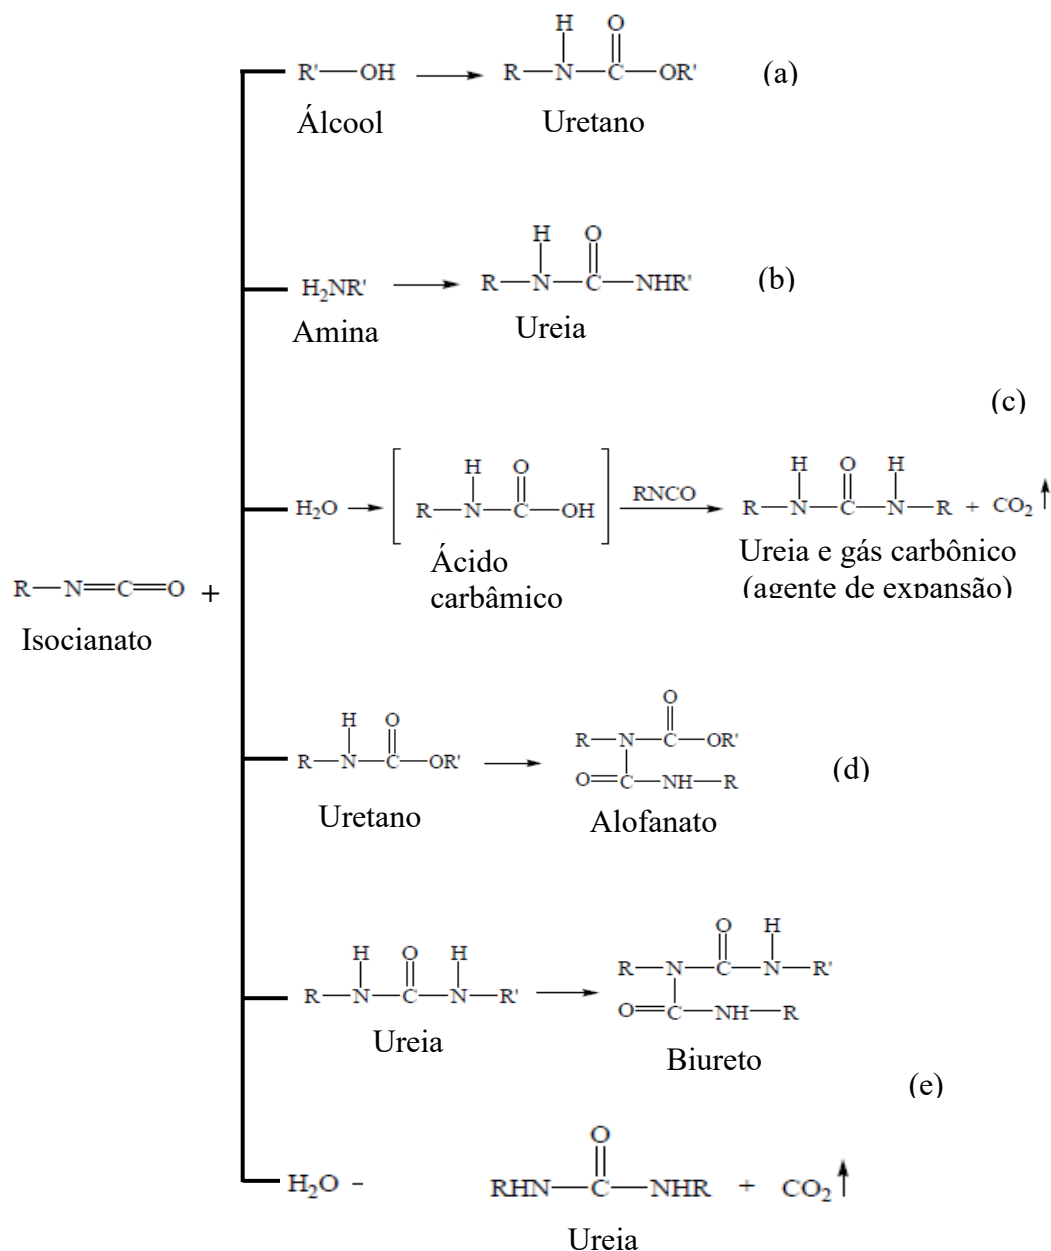 H O
R'—OH R—N—C—OR' (a)
Álcool Uretano
H O
H₂NR' R—N—C—NHR' (b)
Amina Ureia
(c)
H O RNCO H O H
H₂O R—N—C—OH R—N—C—N—R + CO₂
Ácido
carbâmico
Ureia e gás carbônico
(agente de expansão)
R—N=C=O +
Isocianato
H O O
R—N—C—OR' R—N—C—OR'
O=C—NH—R (d)
Uretano Alofanato
H O H O H
R—N—C—N—R' R—N—C—N—R'
O=C—NH—R
Ureia Biureto
(e)
O
H₂O – RHN—C—NHR + CO₂
Ureia